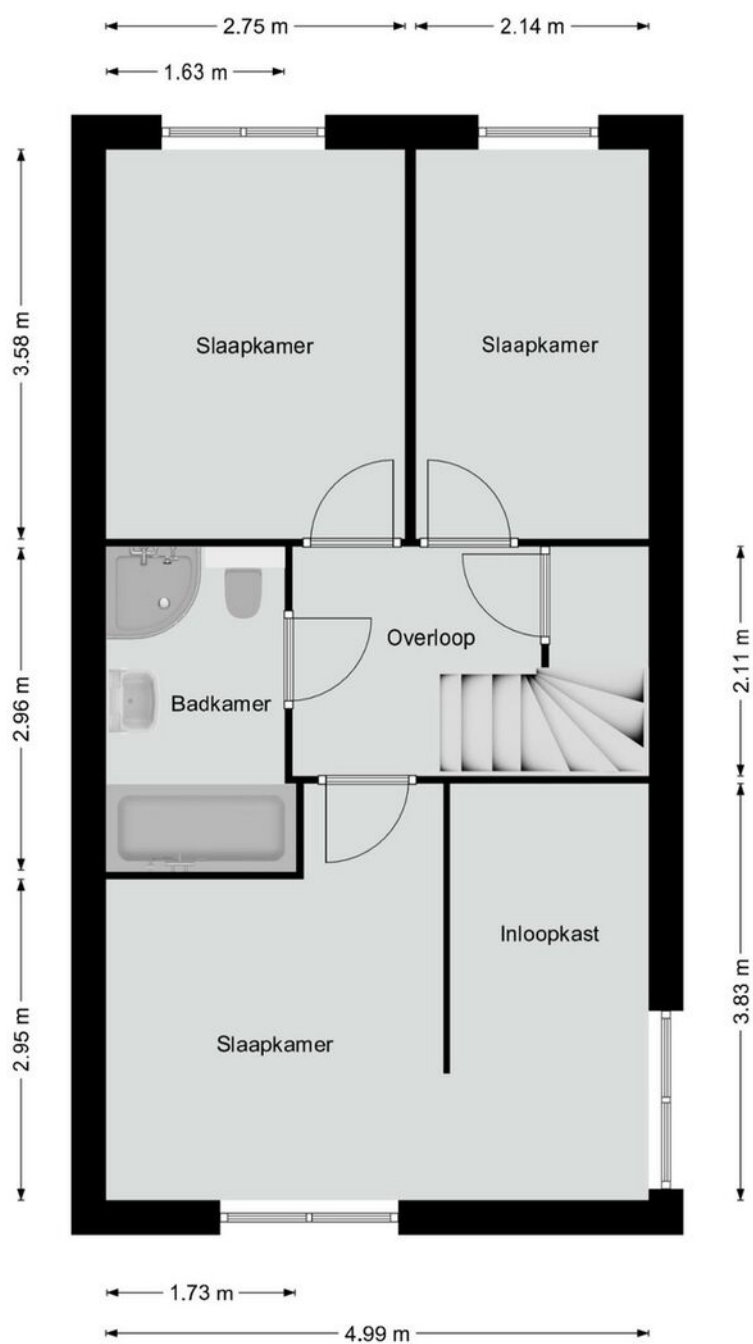 2.75 m
2.14 m
1.63 m
3.58 m
Slaapkamer
Slaapkamer
Overloop
2.11 m
2.96 m
Badkamer
Inloopkast
3.83 m
2.95 m
Slaapkamer
1.73 m
4.99 m